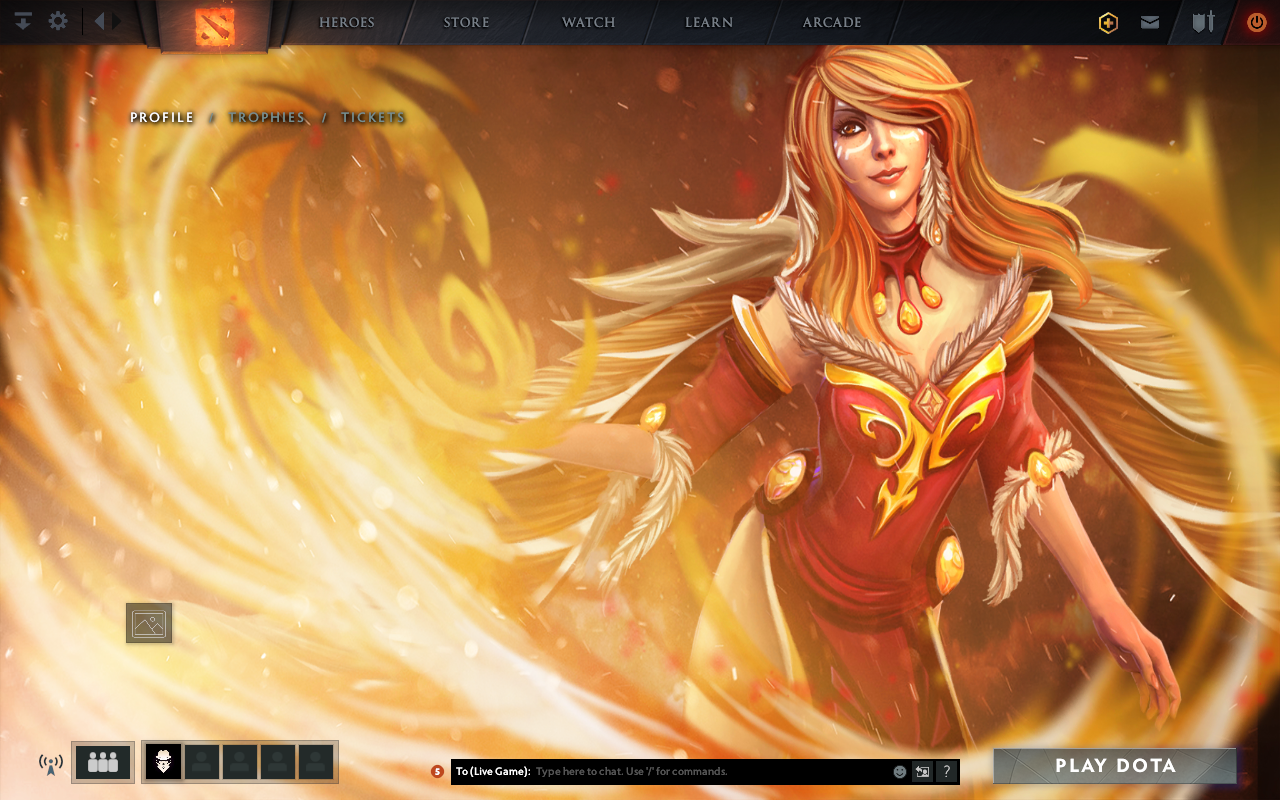 HEROES STORE WATCH LEARN ARCADE
PROFILE / TROPHIES / TICKETS
5 To (Live Game): Type here to chat. Use '/' for commands. ?
PLAY DOTA